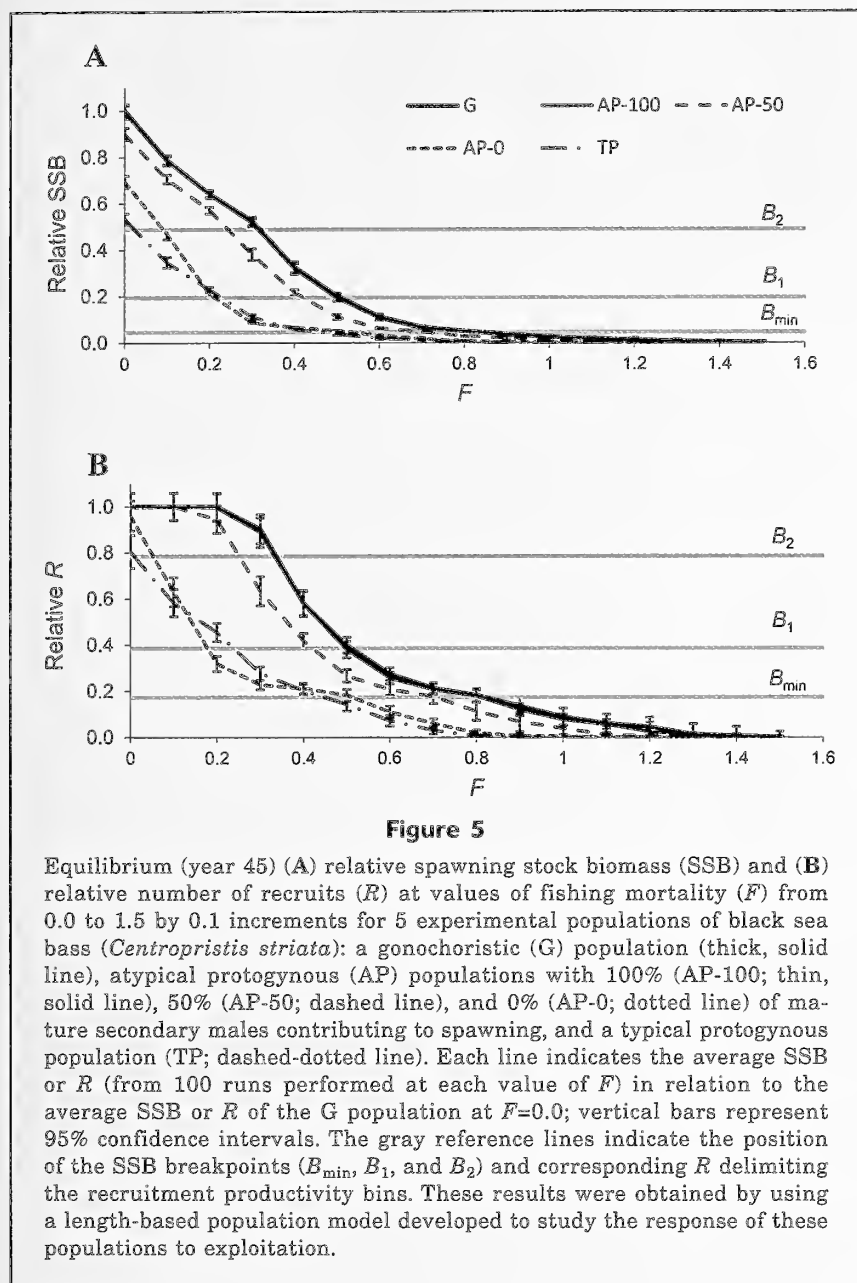 A
G AP-100 AP-50
AP-0 TP
Relative SSB
1.0
0.8
0.6
0.4
0.2
0.0
B2
B1
Bmin
0 0.2 0.4 0.6 0.8 1 1.2 1.4 1.6
F
B
Relative R
1.0
0.8
0.6
0.4
0.2
0.0
B2
B1
Bmin
0 0.2 0.4 0.6 0.8 1 1.2 1.4 1.6
F
Figure 5
Equilibrium (year 45) (A) relative spawning stock biomass (SSB) and (B)
relative number of recruits (R) at values of fishing mortality (F) from
0.0 to 1.5 by 0.1 increments for 5 experimental populations of black sea
bass (Centropristis striata): a gonochoristic (G) population (thick, solid
line), atypical protogynous (AP) populations with 100% (AP-100; thin,
solid line), 50% (AP-50; dashed line), and 0% (AP-0; dotted line) of ma-
ture secondary males contributing to spawning, and a typical protogynous
population (TP; dashed-dotted line). Each line indicates the average SSB
or R (from 100 runs performed at each value of F) in relation to the
average SSB or R of the G population at F=0.0; vertical bars represent
95% confidence intervals. The gray reference lines indicate the position
of the SSB breakpoints (Bmin, B1, and B2) and corresponding R delimiting
the recruitment productivity bins. These results were obtained by using
a length-based population model developed to study the response of these
populations to exploitation.